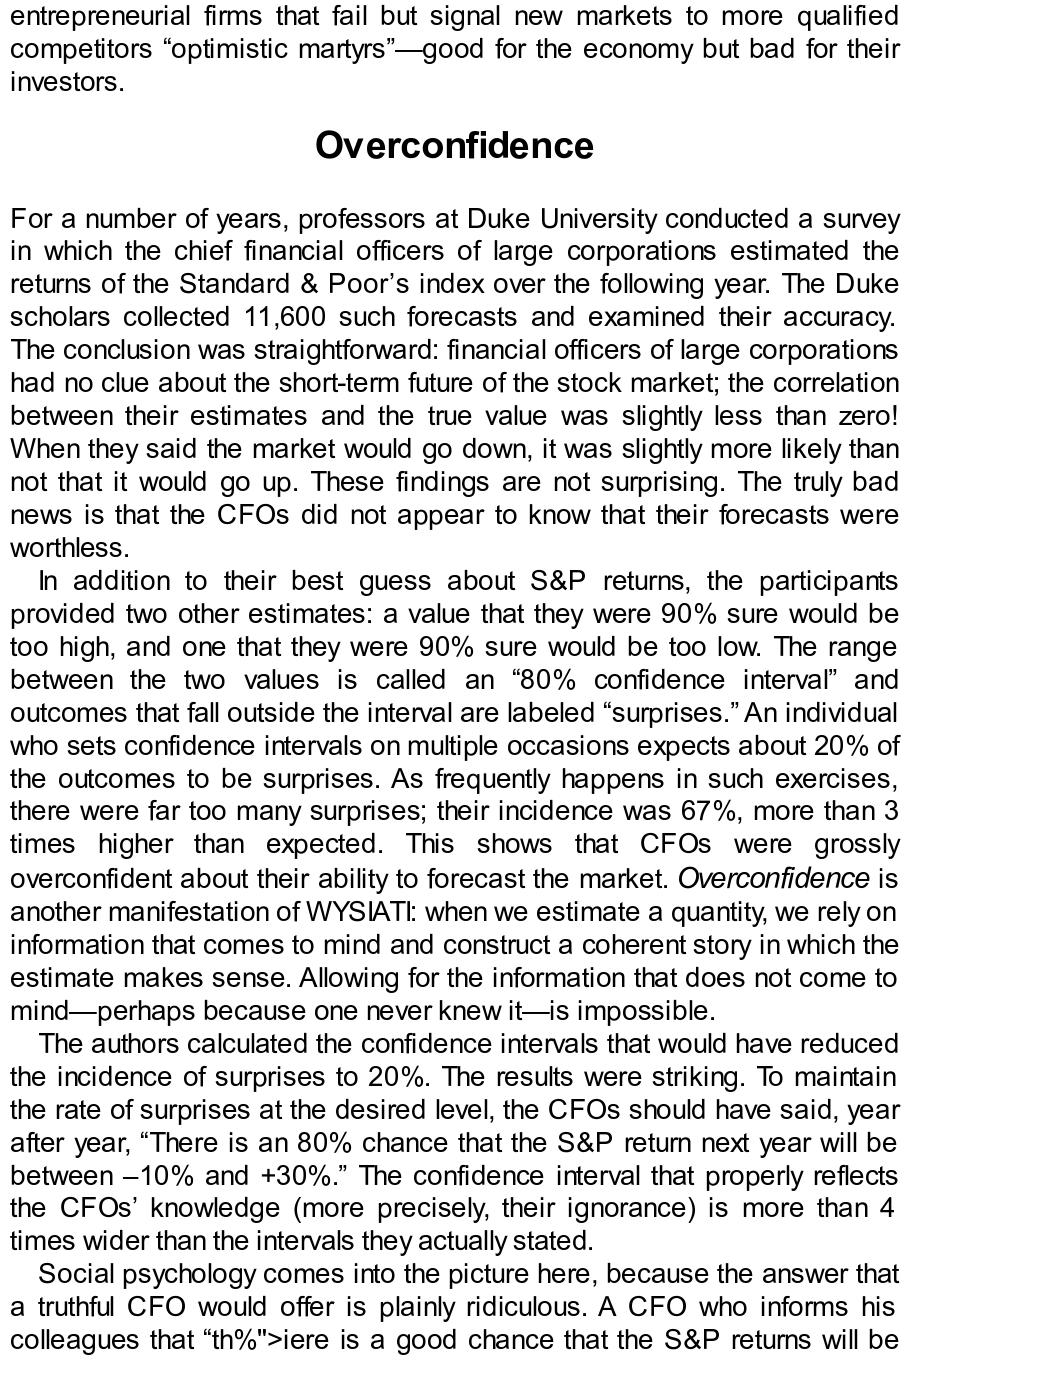 entrepreneurial firms that fail but signal new markets to more qualified
competitors “optimistic martyrs”—good for the economy but bad for their
investors.
Overconfidence
For a number of years, professors at Duke University conducted a survey
in which the chief financial officers of large corporations estimated the
returns of the Standard & Poor’s index over the following year. The Duke
scholars collected 11,600 such forecasts and examined their accuracy.
The conclusion was straightforward: financial officers of large corporations
had no clue about the short-term future of the stock market; the correlation
between their estimates and the true value was slightly less than zero!
When they said the market would go down, it was slightly more likely than
not that it would go up. These findings are not surprising. The truly bad
news is that the CFOs did not appear to know that their forecasts were
worthless.
In addition to their best guess about S&P returns, the participants
provided two other estimates: a value that they were 90% sure would be
too high, and one that they were 90% sure would be too low. The range
between the two values is called an “80% confidence interval” and
outcomes that fall outside the interval are labeled “surprises.” An individual
who sets confidence intervals on multiple occasions expects about 20% of
the outcomes to be surprises. As frequently happens in such exercises,
there were far too many surprises; their incidence was 67%, more than 3
times higher than expected. This shows that CFOs were grossly
overconfident about their ability to forecast the market. Overconfidence is
another manifestation of WYSIATI: when we estimate a quantity, we rely on
information that comes to mind and construct a coherent story in which the
estimate makes sense. Allowing for the information that does not come to
mind—perhaps because one never knew it—is impossible.
The authors calculated the confidence intervals that would have reduced
the incidence of surprises to 20%. The results were striking. To maintain
the rate of surprises at the desired level, the CFOs should have said, year
after year, “There is an 80% chance that the S&P return next year will be
between –10% and +30%.” The confidence interval that properly reflects
the CFOs’ knowledge (more precisely, their ignorance) is more than 4
times wider than the intervals they actually stated.
Social psychology comes into the picture here, because the answer that
a truthful CFO would offer is plainly ridiculous. A CFO who informs his
colleagues that “th%">iere is a good chance that the S&P returns will be